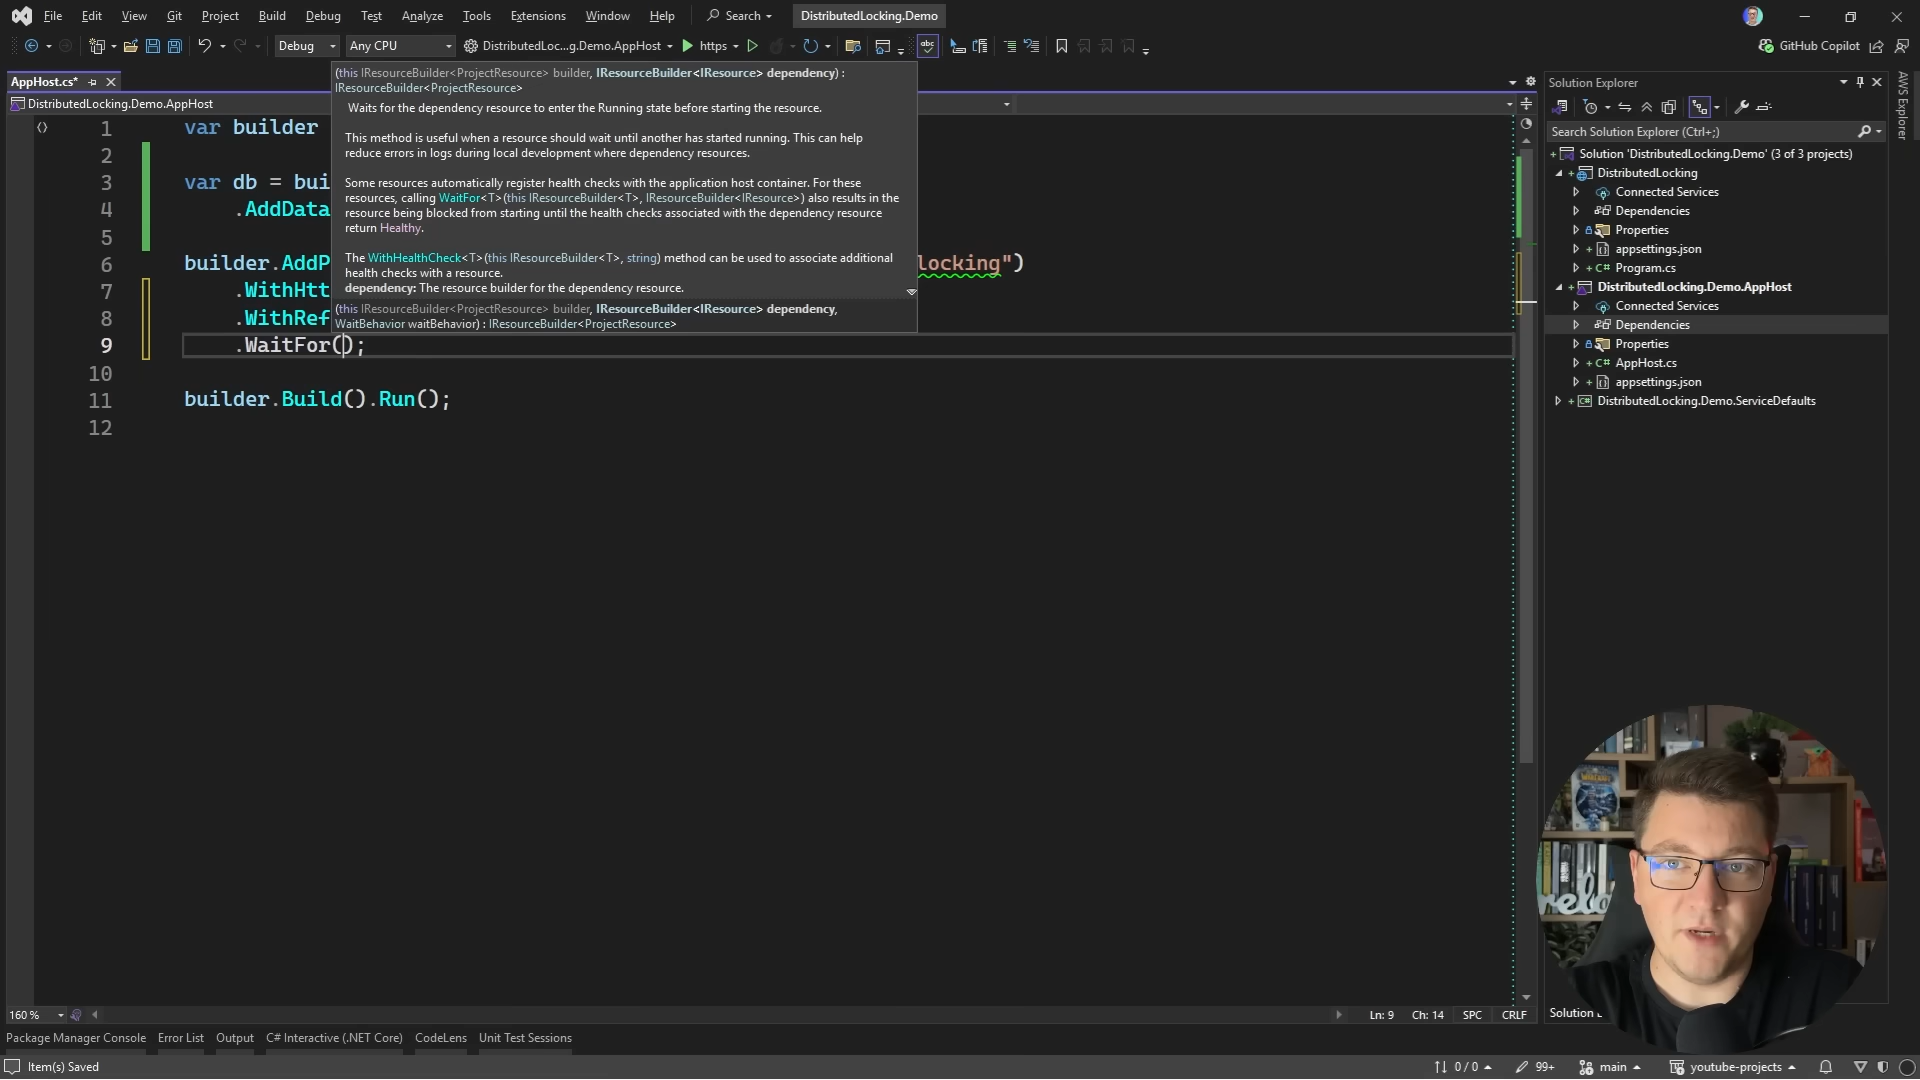 File Edit View Git Project Build Debug Test Analyze Tools Extensions Window Help Search DistributedLocking.Demo
Debug Any CPU DistributedLoc...g.Demo.AppHost https GitHub Copilot
AppHost.cs*
DistributedLocking.Demo.AppHost
(this IResourceBuilder<ProjectResource> builder, IResourceBuilder<IResource> dependency) :
IResourceBuilder<ProjectResource>
Waits for the dependency resource to enter the Running state before starting the resource.
This method is useful when a resource should wait until another has started running. This can help
reduce errors in logs during local development where dependency resources.
Some resources automatically register health checks with the application host container. For these
resources, calling WaitFor<T>(this IResourceBuilder<T>, IResourceBuilder<IResource>) also results in the
resource being blocked from starting until the health checks associated with the dependency resource
return Healthy.
The WithHealthCheck<T>(this IResourceBuilder<T>, string) method can be used to associate additional
health checks with a resource.
dependency: The resource builder for the dependency resource.
(this IResourceBuilder<ProjectResource> builder, IResourceBuilder<IResource> dependency,
WaitBehavior waitBehavior) : IResourceBuilder<ProjectResource>
1 var builder
2
3 var db = bui
4 .AddData
5
6 builder.AddP locking")
7 .WithHtt
8 .WithRef
9 .WaitFor();
10
11 builder.Build().Run();
12
Solution Explorer
Search Solution Explorer (Ctrl+;)
Solution 'DistributedLocking.Demo' (3 of 3 projects)
DistributedLocking
Connected Services
Dependencies
Properties
appsettings.json
C# Program.cs
DistributedLocking.Demo.AppHost
Connected Services
Dependencies
Properties
C# AppHost.cs
appsettings.json
C# DistributedLocking.Demo.ServiceDefaults
AWS Explorer
160 % Ln: 9 Ch: 14 SPC CRLF
Solution
Package Manager Console Error List Output C# Interactive (.NET Core) CodeLens Unit Test Sessions
Item(s) Saved 0 / 0 99+ main youtube-projects